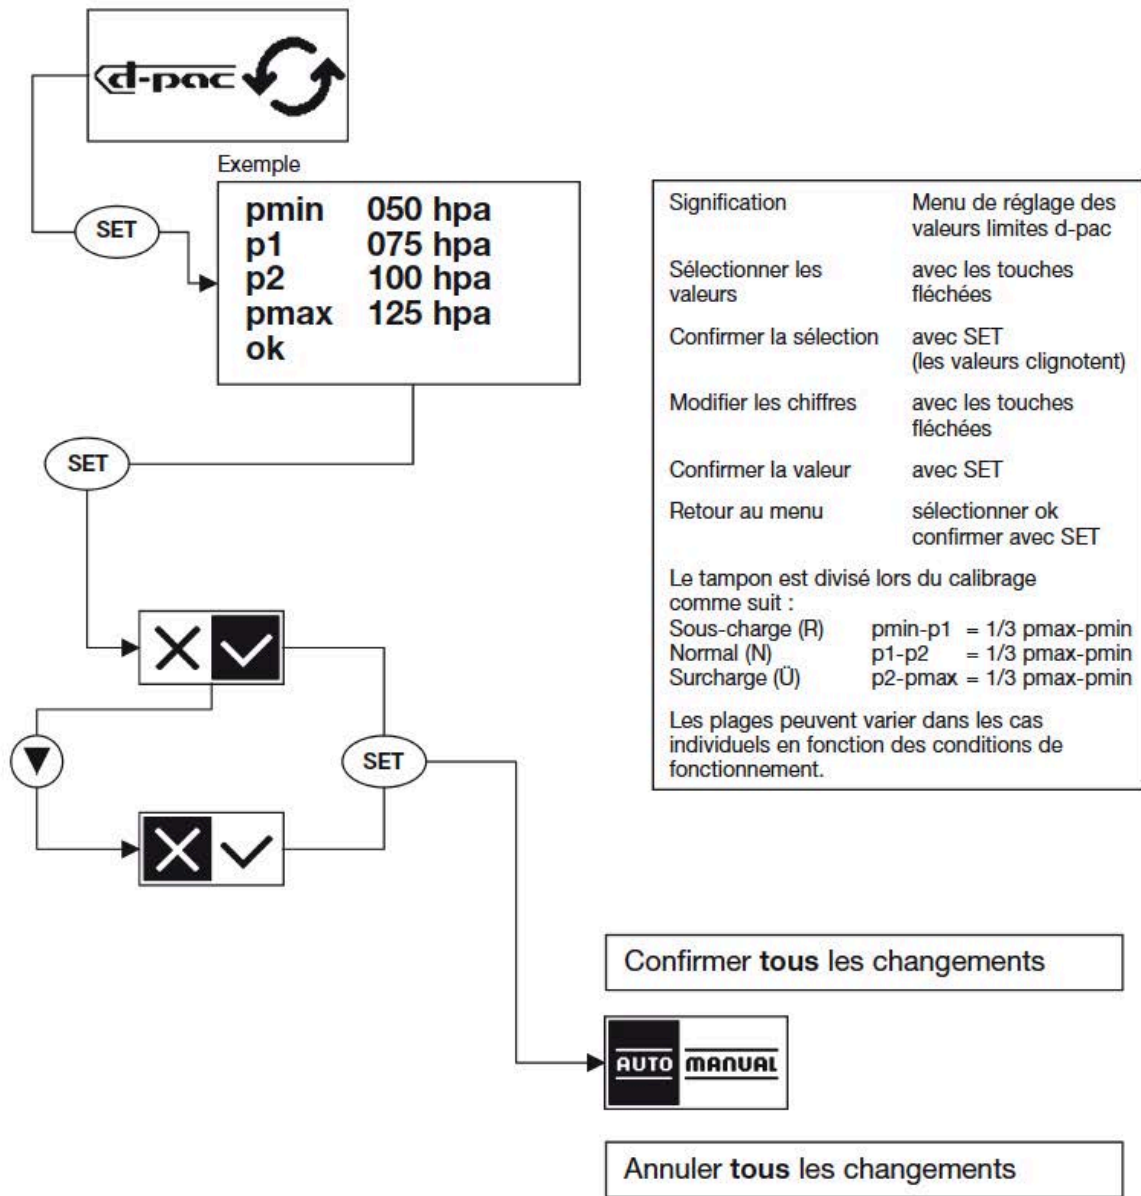 d-pac
Exemple
SET
pmin 050 hpa
p1 075 hpa
p2 100 hpa
pmax 125 hpa
ok
SET
SET
Signification Menu de réglage des
valeurs limites d-pac
Sélectionner les avec les touches
valeurs fléchées
Confirmer la sélection avec SET
(les valeurs clignotent)
Modifier les chiffres avec les touches
fléchées
Confirmer la valeur avec SET
Retour au menu sélectionner ok
confirmer avec SET
Le tampon est divisé lors du calibrage
comme suit :
Sous-charge (R) pmin-p1 = 1/3 pmax-pmin
Normal (N) p1-p2 = 1/3 pmax-pmin
Surcharge (Ü) p2-pmax = 1/3 pmax-pmin
Les plages peuvent varier dans les cas
individuels en fonction des conditions de
fonctionnement.
Confirmer tous les changements
AUTO MANUAL
Annuler tous les changements